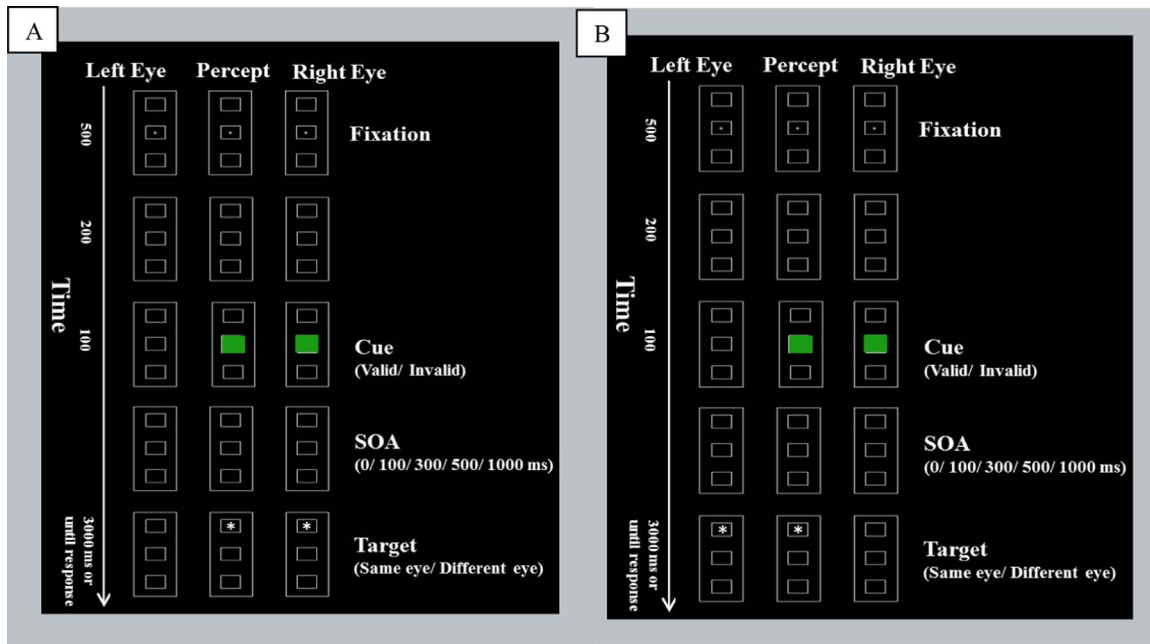 A
Left Eye Percept Right Eye
500
Fixation
200
Time
100
Cue
(Valid/ Invalid)
SOA
(0/ 100/ 300/ 500/ 1000 ms)
3000 ms or
until response
* *
Target
(Same eye/ Different eye)
B
Left Eye Percept Right Eye
500
Fixation
200
Time
100
Cue
(Valid/ Invalid)
SOA
(0/ 100/ 300/ 500/ 1000 ms)
3000 ms or
until response
* *
Target
(Same eye/ Different eye)